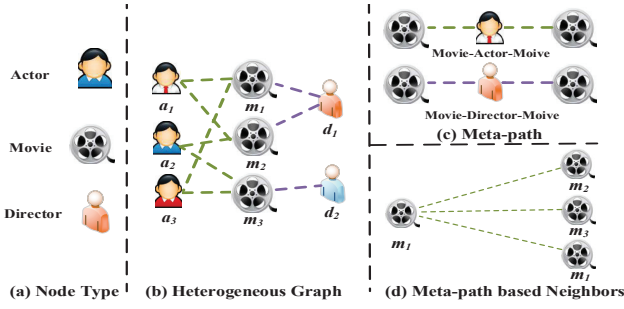 Actor
Movie
Director
(a) Node Type
a1
a2
a3
m1
m2
m3
d1
d2
(b) Heterogeneous Graph
Movie-Actor-Moive
Movie-Director-Moive
(c) Meta-path
m1
m2
m3
m1
(d) Meta-path based Neighbors